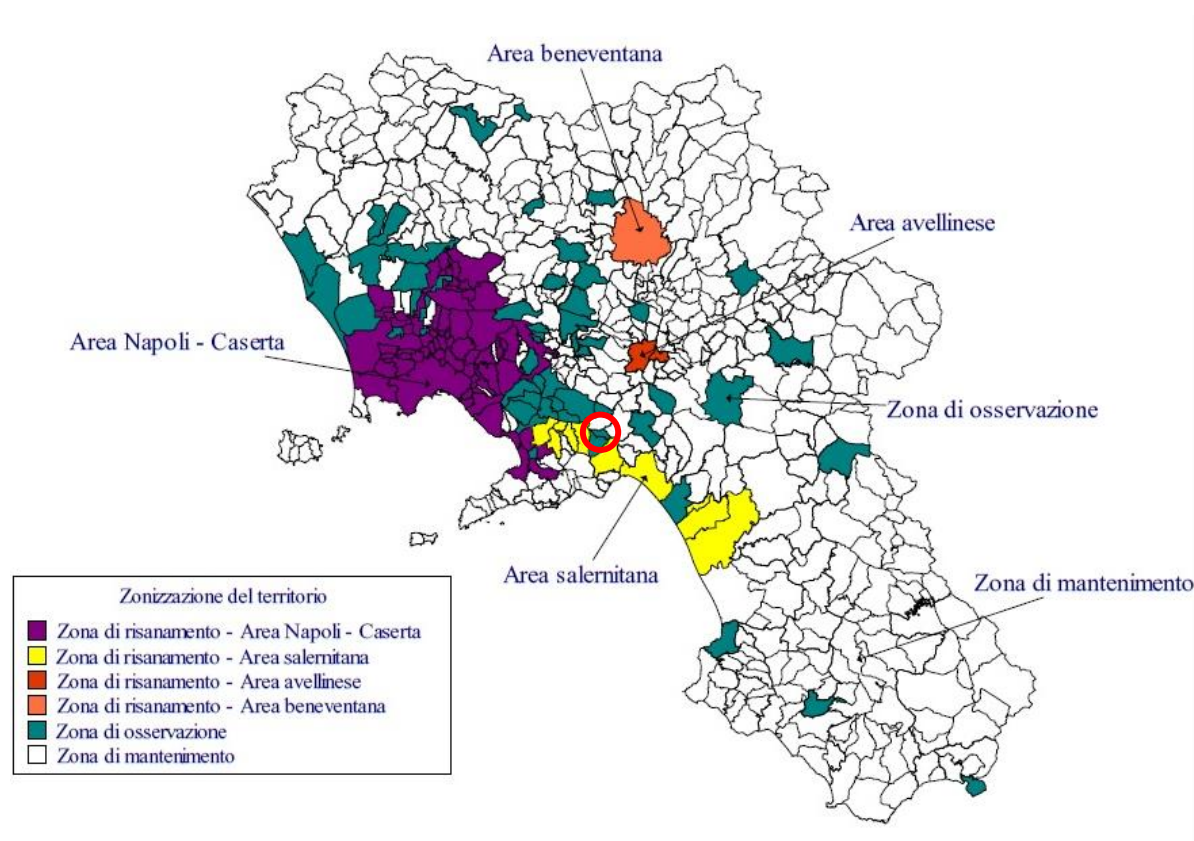 Area beneventana
Area avellinese
Area Napoli - Caserta
Zona di osservazione
Area salernitana
Zona di mantenimento
Zonizzazione del territorio
Zona di risanamento - Area Napoli - Caserta
Zona di risanamento - Area salernitana
Zona di risanamento - Area avellinese
Zona di risanamento - Area beneventana
Zona di osservazione
Zona di mantenimento